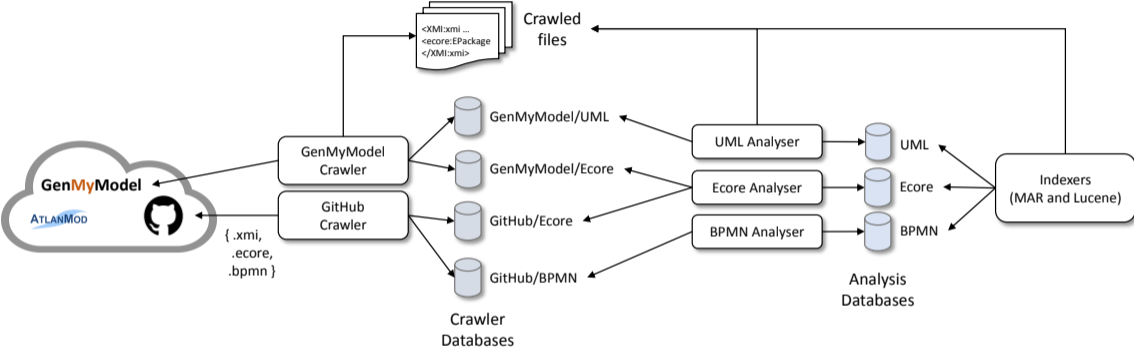 <XMI:xmi ...
<ecore:EPackage
</XMI:xmi>
Crawled
files
GenMyModel
ATLANMOD
{ .xmi,
.ecore,
.bpmn }
GenMyModel
Crawler
GitHub
Crawler
GenMyModel/UML
GenMyModel/Ecore
GitHub/Ecore
GitHub/BPMN
Crawler
Databases
UML Analyser
Ecore Analyser
BPMN Analyser
UML
Ecore
BPMN
Analysis
Databases
Indexers
(MAR and Lucene)